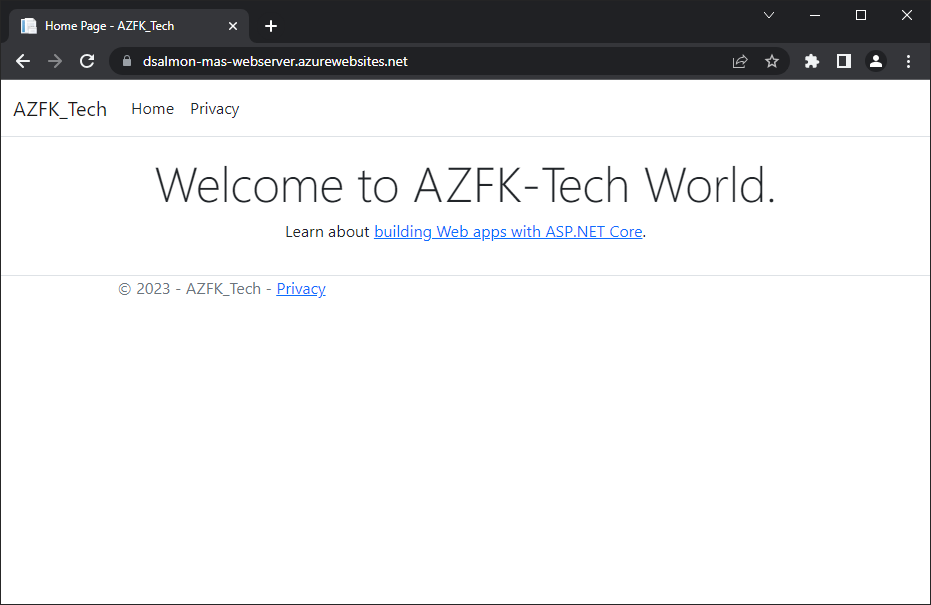 Home Page - AZFK_Tech
dsalmon-mas-webserver.azurewebsites.net
AZFK_Tech Home Privacy
Welcome to AZFK-Tech World.
Learn about building Web apps with ASP.NET Core.
© 2023 - AZFK_Tech - Privacy